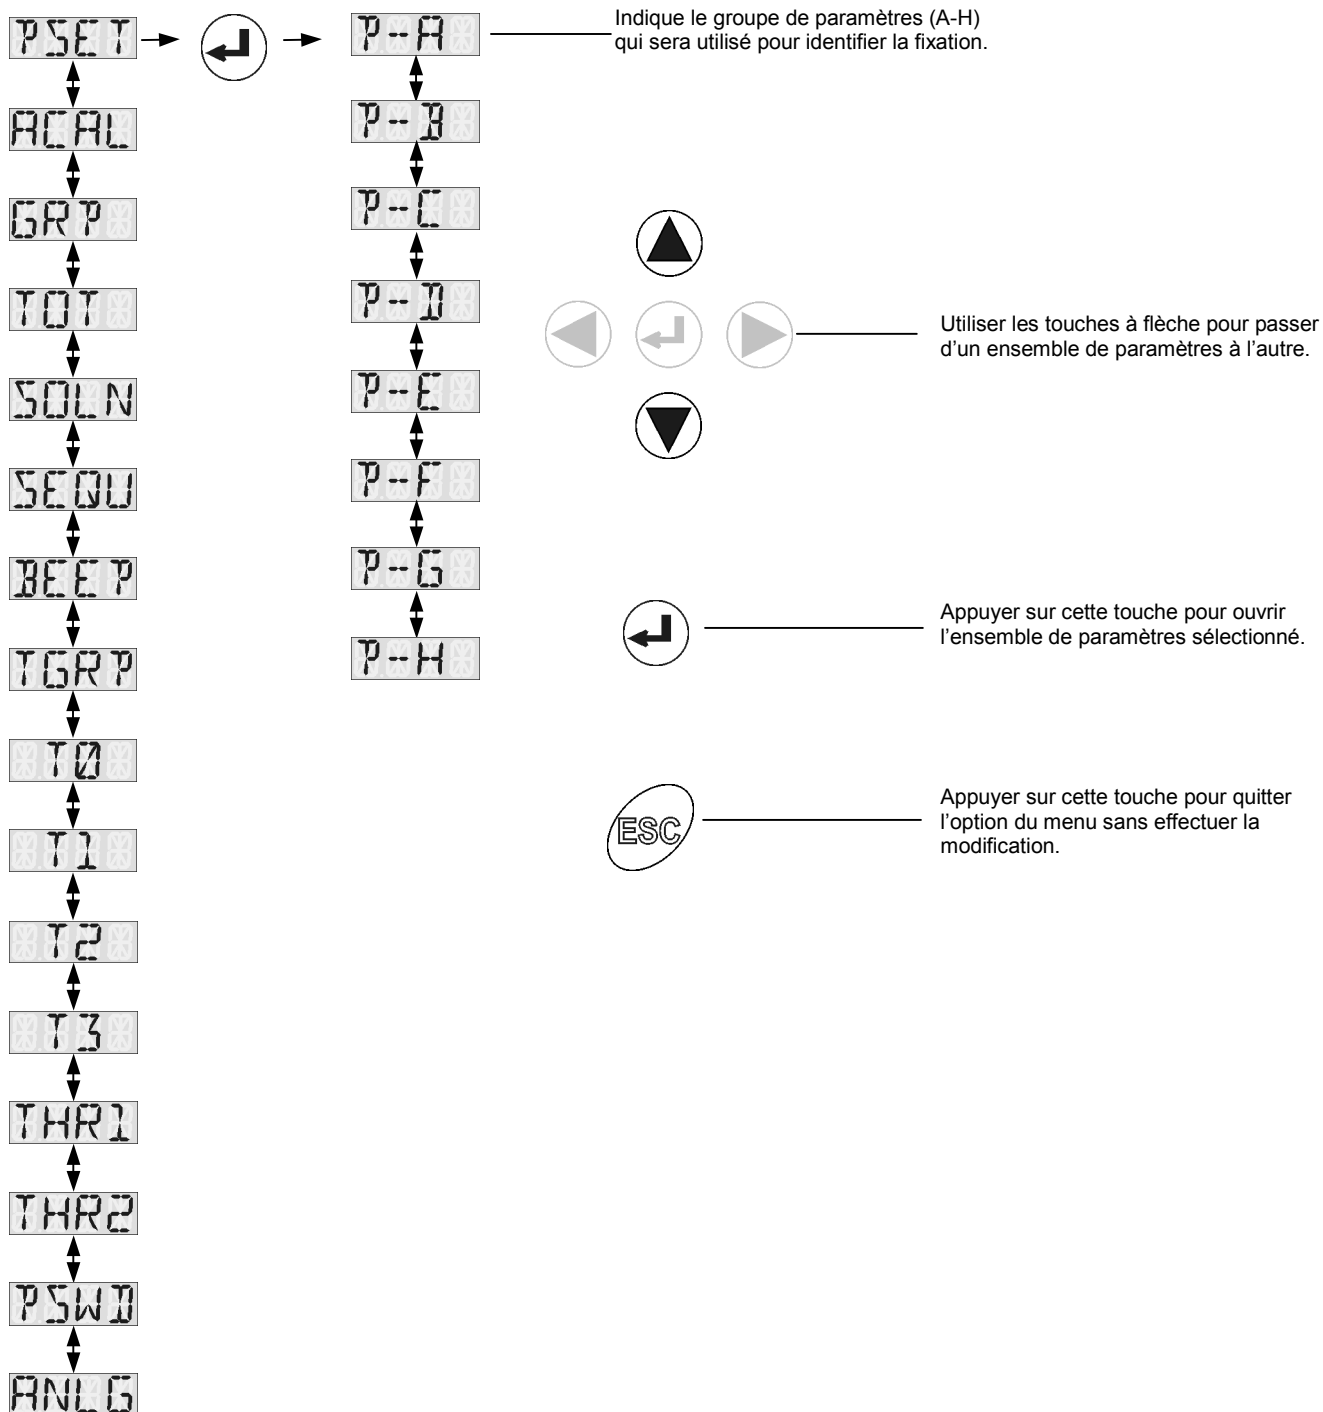 PSET
P-A
Indique le groupe de paramètres (A-H)
qui sera utilisé pour identifier la fixation.
ACAL
GRP
TOT
SOLN
SEQU
BEEP
TGRP
T0
T1
T2
T3
THR1
THR2
PSWD
ANLG
P-B
P-C
P-D
P-E
P-F
P-G
P-H
Utiliser les touches à flèche pour passer
d’un ensemble de paramètres à l’autre.
Appuyer sur cette touche pour ouvrir
l’ensemble de paramètres sélectionné.
ESC
Appuyer sur cette touche pour quitter
l’option du menu sans effectuer la
modification.